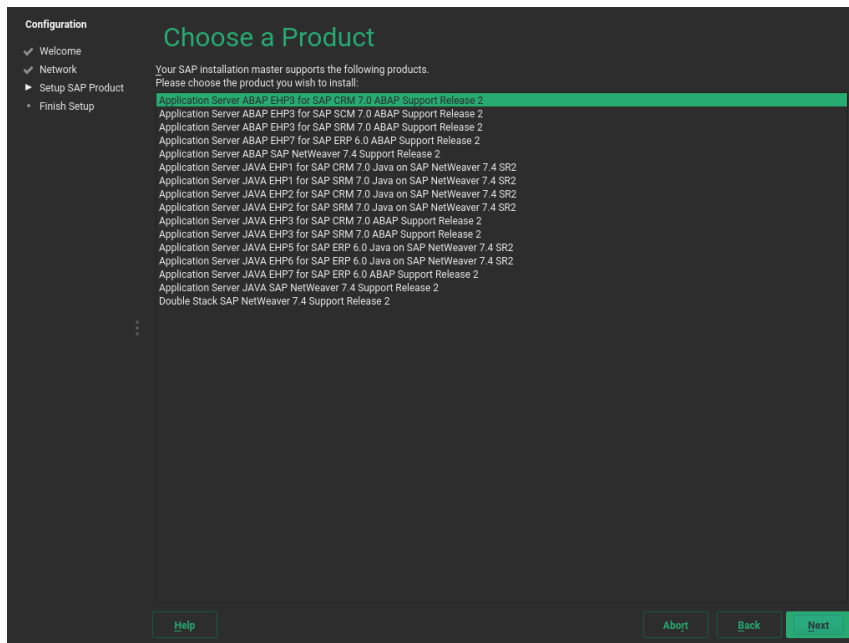 Configuration
Welcome
Network
Setup SAP Product
Finish Setup
Choose a Product
Your SAP installation master supports the following products.
Please choose the product you wish to install:
Application Server ABAP EHP3 for SAP CRM 7.0 ABAP Support Release 2
Application Server ABAP EHP3 for SAP SCM 7.0 ABAP Support Release 2
Application Server ABAP EHP3 for SAP SRM 7.0 ABAP Support Release 2
Application Server ABAP EHP7 for SAP ERP 6.0 ABAP Support Release 2
Application Server ABAP SAP NetWeaver 7.4 Support Release 2
Application Server JAVA EHP1 for SAP CRM 7.0 Java on SAP NetWeaver 7.4 SR2
Application Server JAVA EHP1 for SAP SRM 7.0 Java on SAP NetWeaver 7.4 SR2
Application Server JAVA EHP2 for SAP CRM 7.0 Java on SAP NetWeaver 7.4 SR2
Application Server JAVA EHP2 for SAP SRM 7.0 Java on SAP NetWeaver 7.4 SR2
Application Server JAVA EHP3 for SAP CRM 7.0 ABAP Support Release 2
Application Server JAVA EHP3 for SAP SRM 7.0 ABAP Support Release 2
Application Server JAVA EHP5 for SAP ERP 6.0 Java on SAP NetWeaver 7.4 SR2
Application Server JAVA EHP6 for SAP ERP 6.0 Java on SAP NetWeaver 7.4 SR2
Application Server JAVA EHP7 for SAP ERP 6.0 ABAP Support Release 2
Application Server JAVA SAP NetWeaver 7.4 Support Release 2
Double Stack SAP NetWeaver 7.4 Support Release 2
Help
Abort
Back
Next